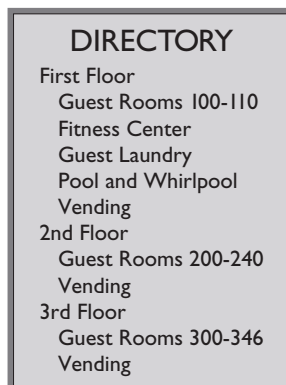 DIRECTORY
First Floor
Guest Rooms 100-110
Fitness Center
Guest Laundry
Pool and Whirlpool
Vending
2nd Floor
Guest Rooms 200-240
Vending
3rd Floor
Guest Rooms 300-346
Vending